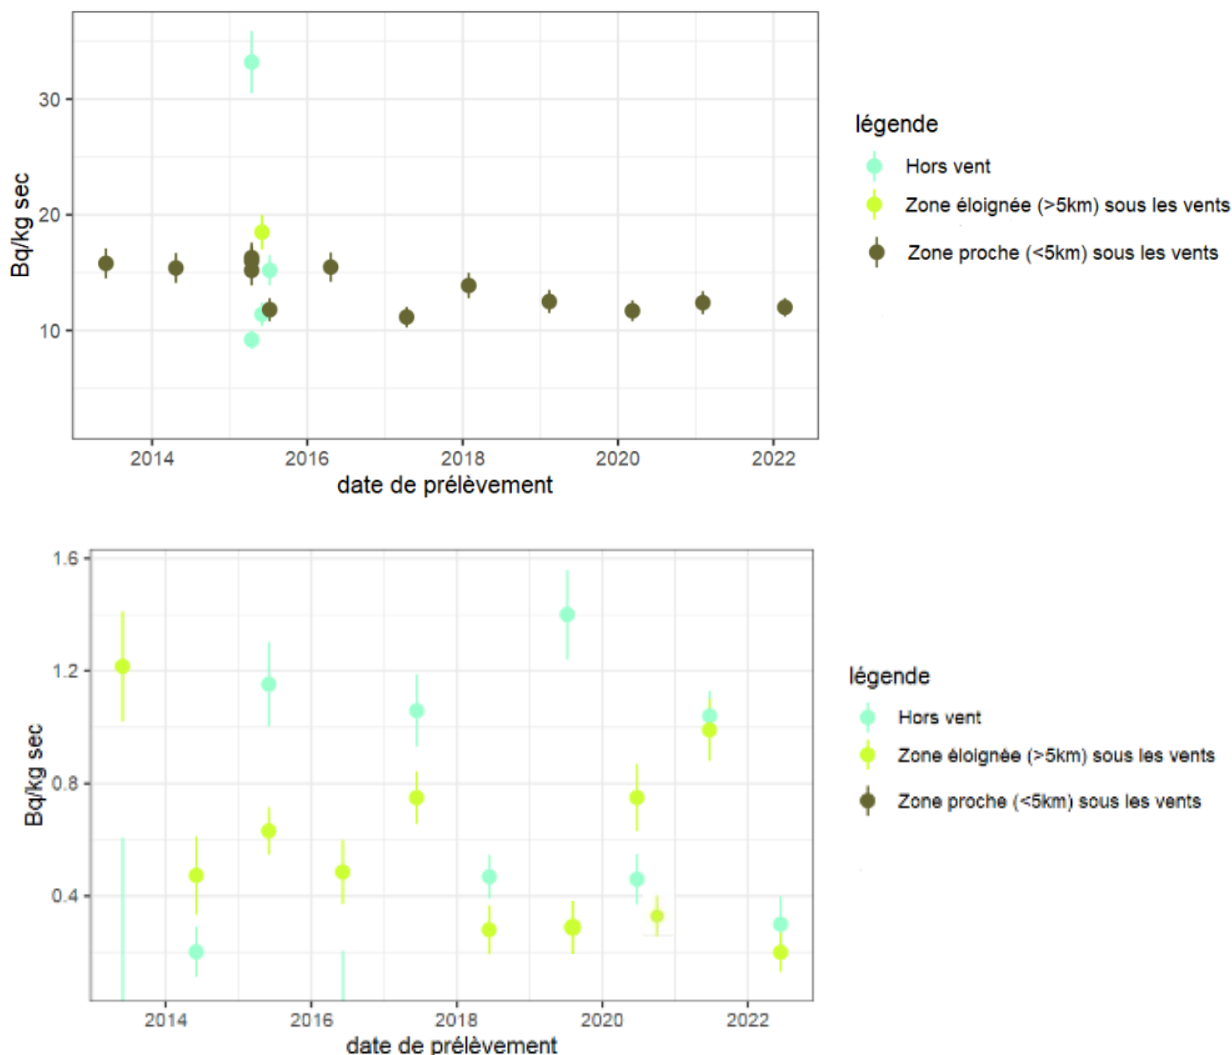 30
20
10
Bq/kg sec
2014 2016 2018 2020 2022
date de prélèvement
légende
Hors vent
Zone éloignée (>5km) sous les vents
Zone proche (<5km) sous les vents
1.6
1.2
0.8
0.4
Bq/kg sec
2014 2016 2018 2020 2022
date de prélèvement
légende
Hors vent
Zone éloignée (>5km) sous les vents
Zone proche (<5km) sous les vents